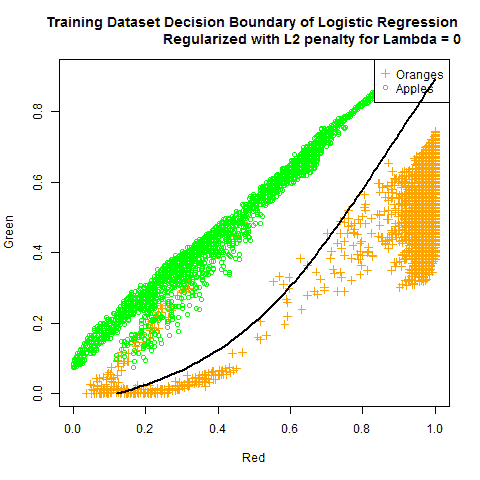 Training Dataset Decision Boundary of Logistic Regression
Regularized with L2 penalty for Lambda = 0
Oranges
Apples
Green
0.8
0.6
0.4
0.2
0.0
0.0 0.2 0.4 0.6 0.8 1.0
Red